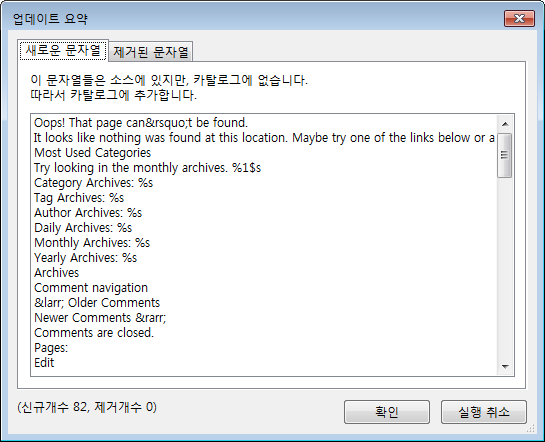 업데이트 요약
새로운 문자열
제거된 문자열
이 문자열들은 소스에 있지만, 카탈로그에 없습니다.
따라서 카탈로그에 추가합니다.
Oops! That page can&rsquo;t be found.
It looks like nothing was found at this location. Maybe try one of the links below or a
Most Used Categories
Try looking in the monthly archives. %1$s
Category Archives: %s
Tag Archives: %s
Author Archives: %s
Daily Archives: %s
Monthly Archives: %s
Yearly Archives: %s
Archives
Comment navigation
&larr; Older Comments
Newer Comments &rarr;
Comments are closed.
Pages:
Edit
(신규개수 82, 제거개수 0)
확인
실행 취소